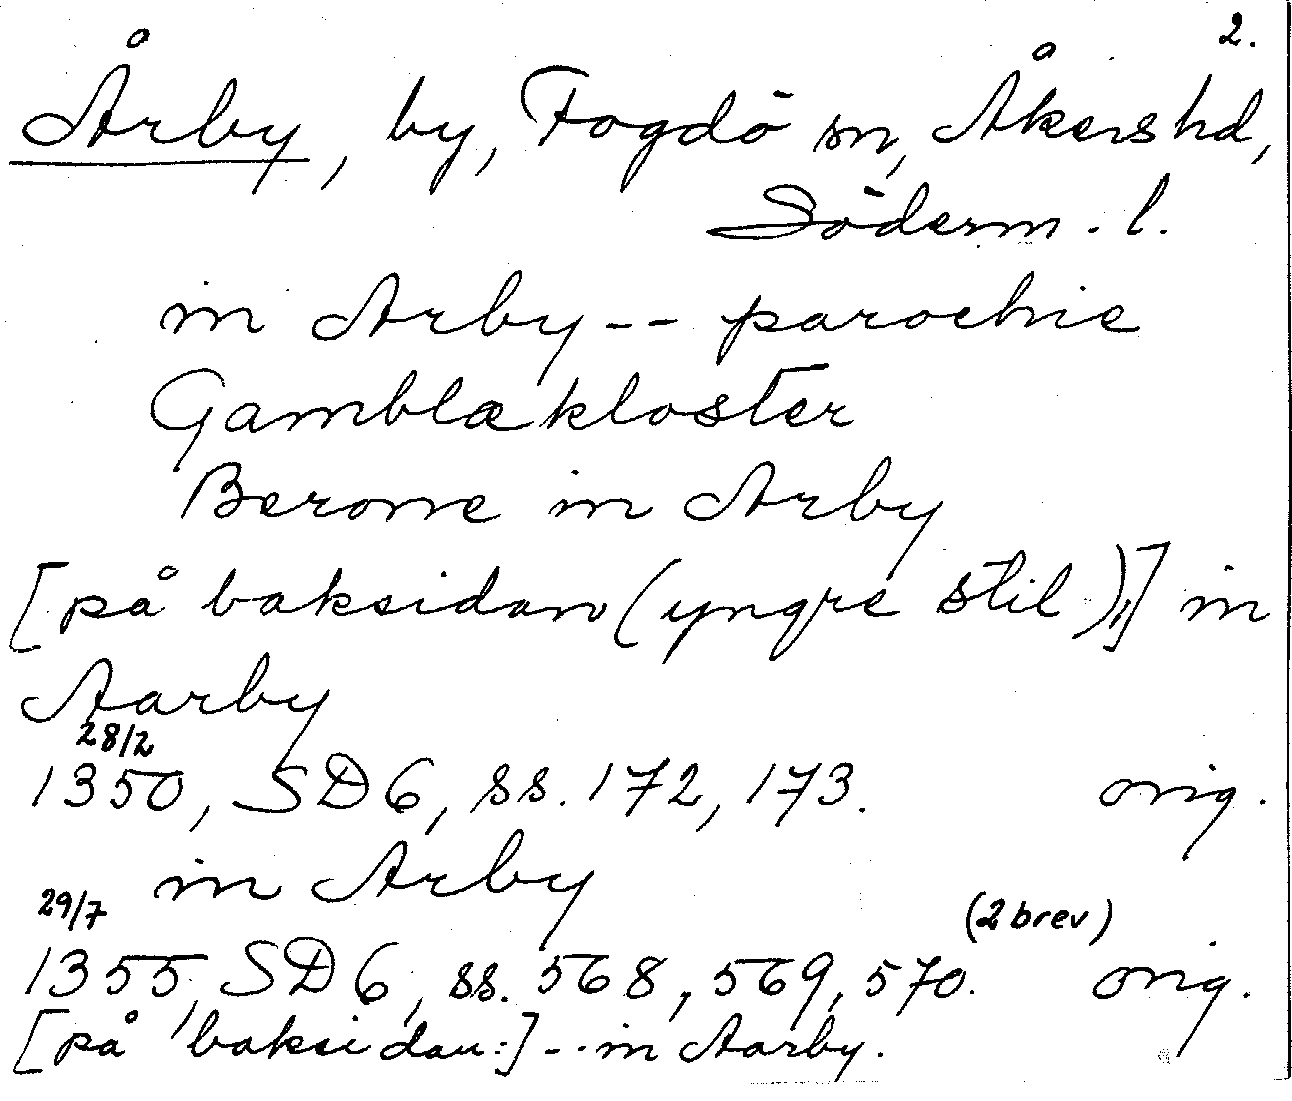 2.
Årby, by, Fogdö sn, Åkers hd,
Söderm. l.
in Arby -- parochie
Gamblækloster
Berone in Arby
[på baksidan (yngre stil),] in
Aarby
28/2
1350, SD 6, ss. 172, 173. orig.
in Arby
29/7 (2 brev)
1355, SD 6, ss. 568, 569, 570. orig.
[på baksidan:] -- in Aarby.